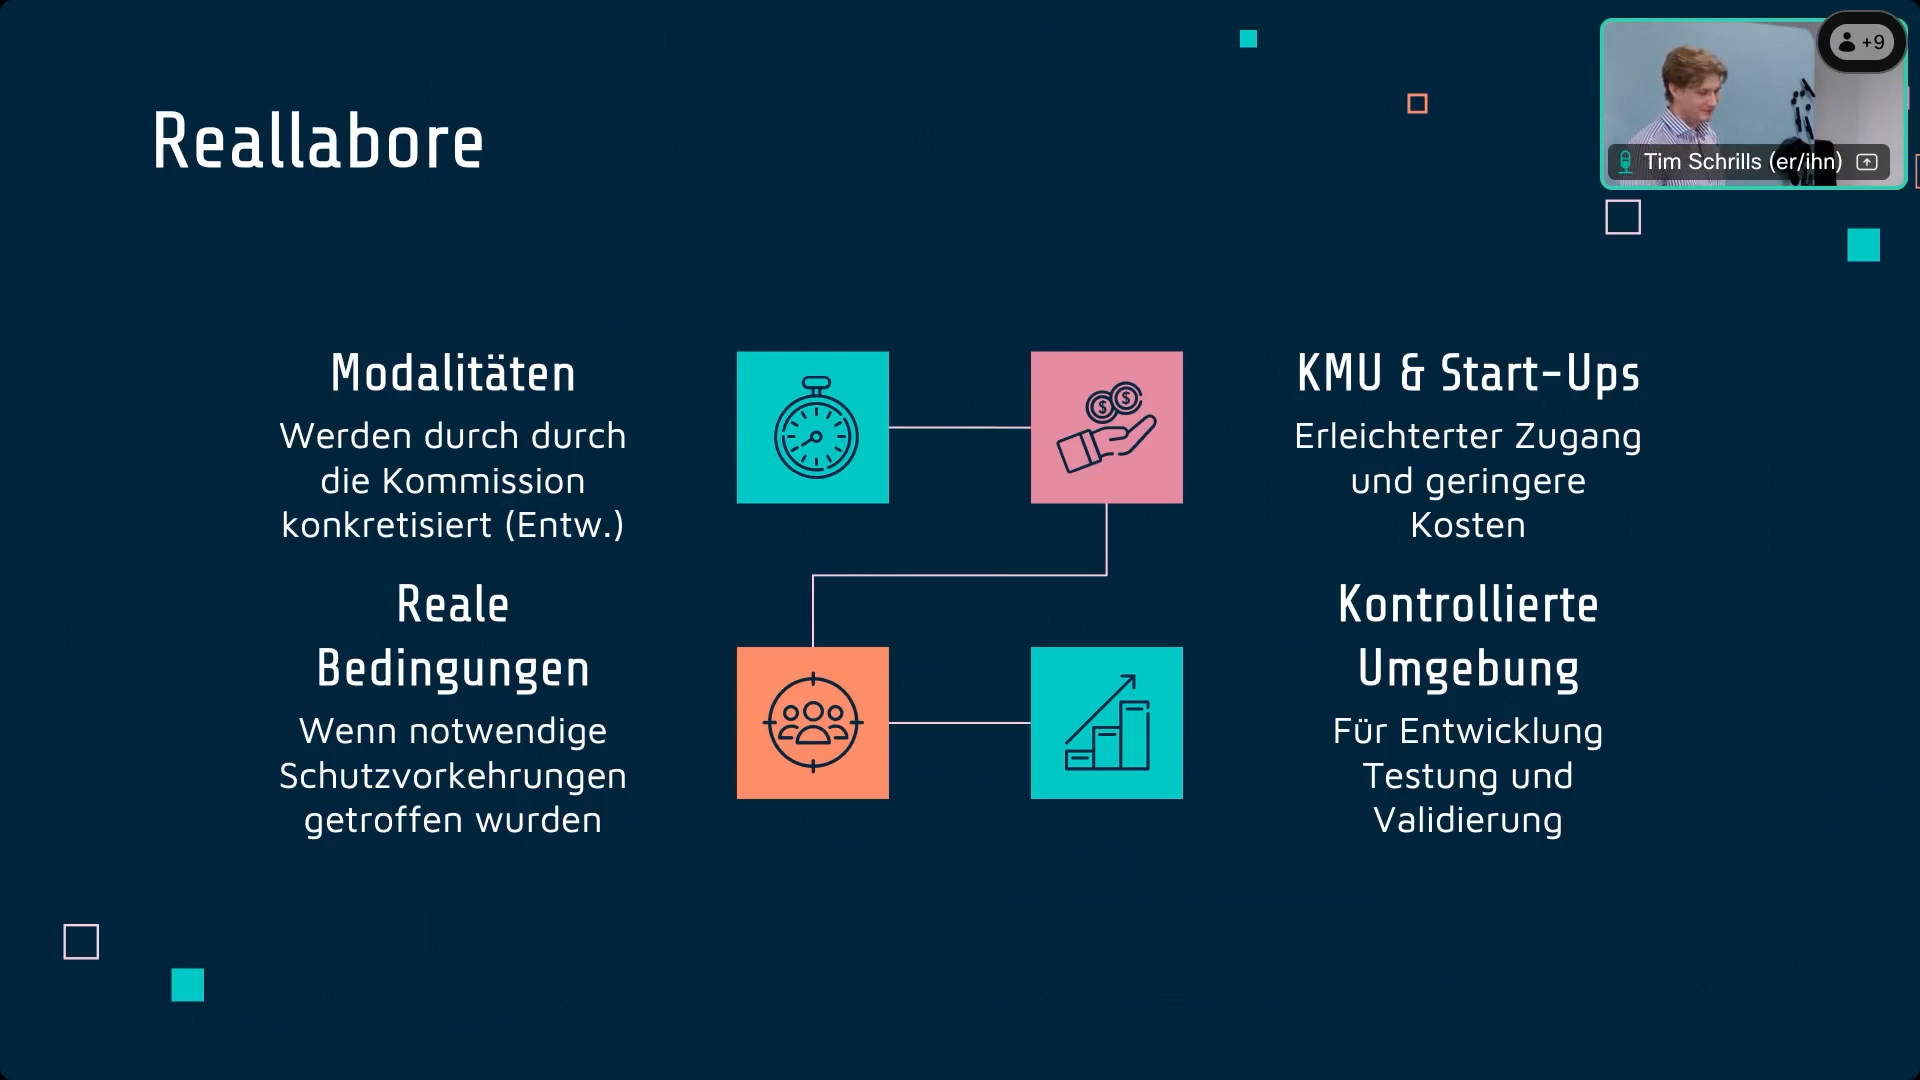 Reallabore
+9
Tim Schrills (er/ihn)
Modalitäten
Werden durch durch
die Kommission
konkretisiert (Entw.)
KMU & Start-Ups
Erleichterter Zugang
und geringere
Kosten
Reale
Bedingungen
Wenn notwendige
Schutzvorkehrungen
getroffen wurden
Kontrollierte
Umgebung
Für Entwicklung
Testung und
Validierung